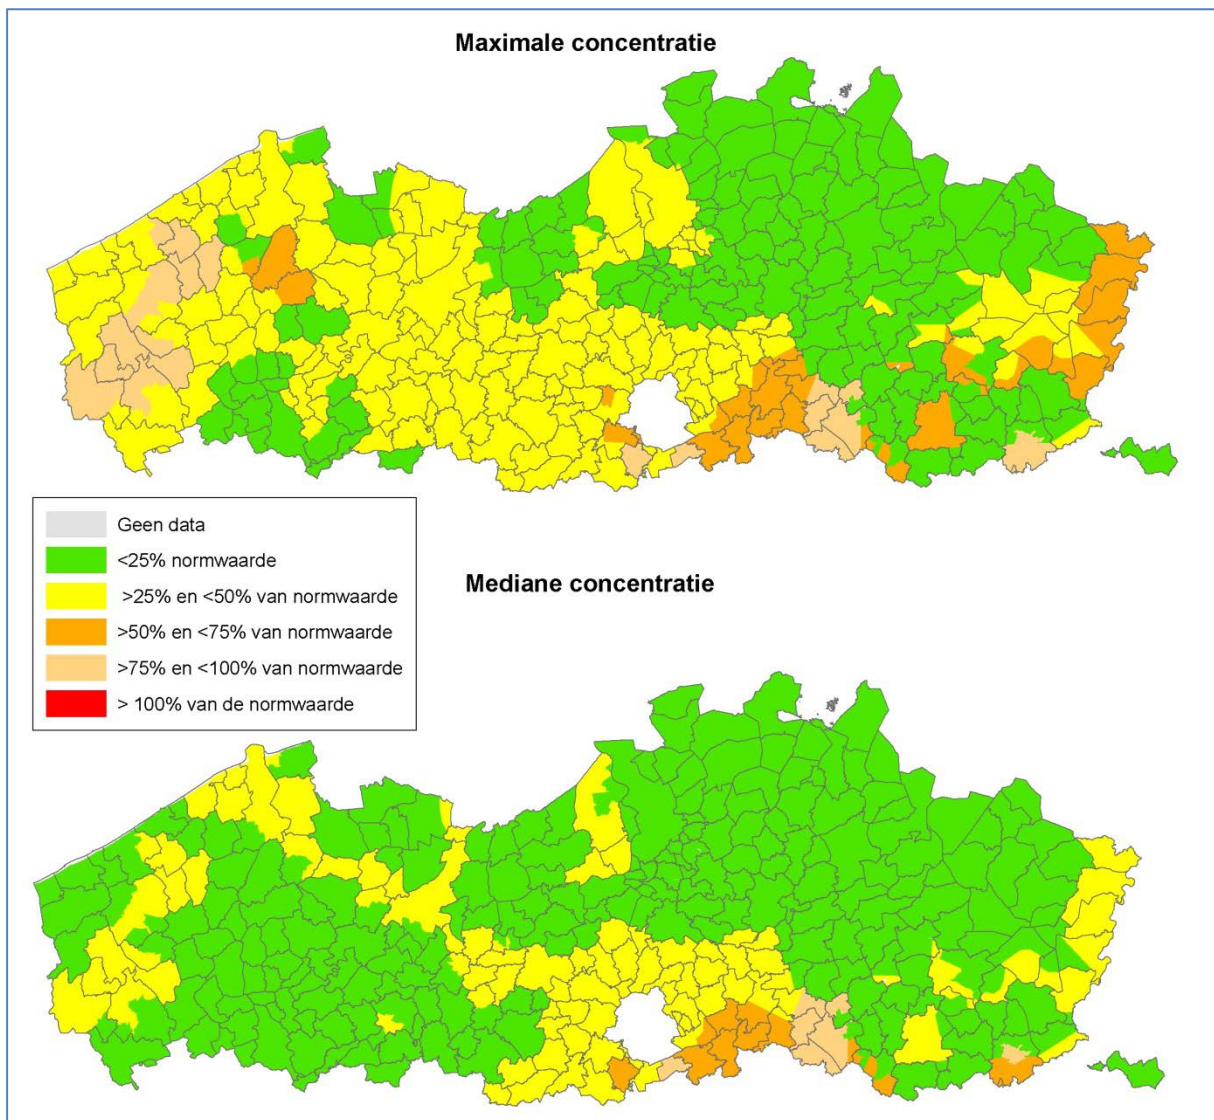 Maximale concentratie
Geen data
<25% normwaarde
>25% en <50% van normwaarde
>50% en <75% van normwaarde
>75% en <100% van normwaarde
> 100% van de normwaarde
Mediane concentratie